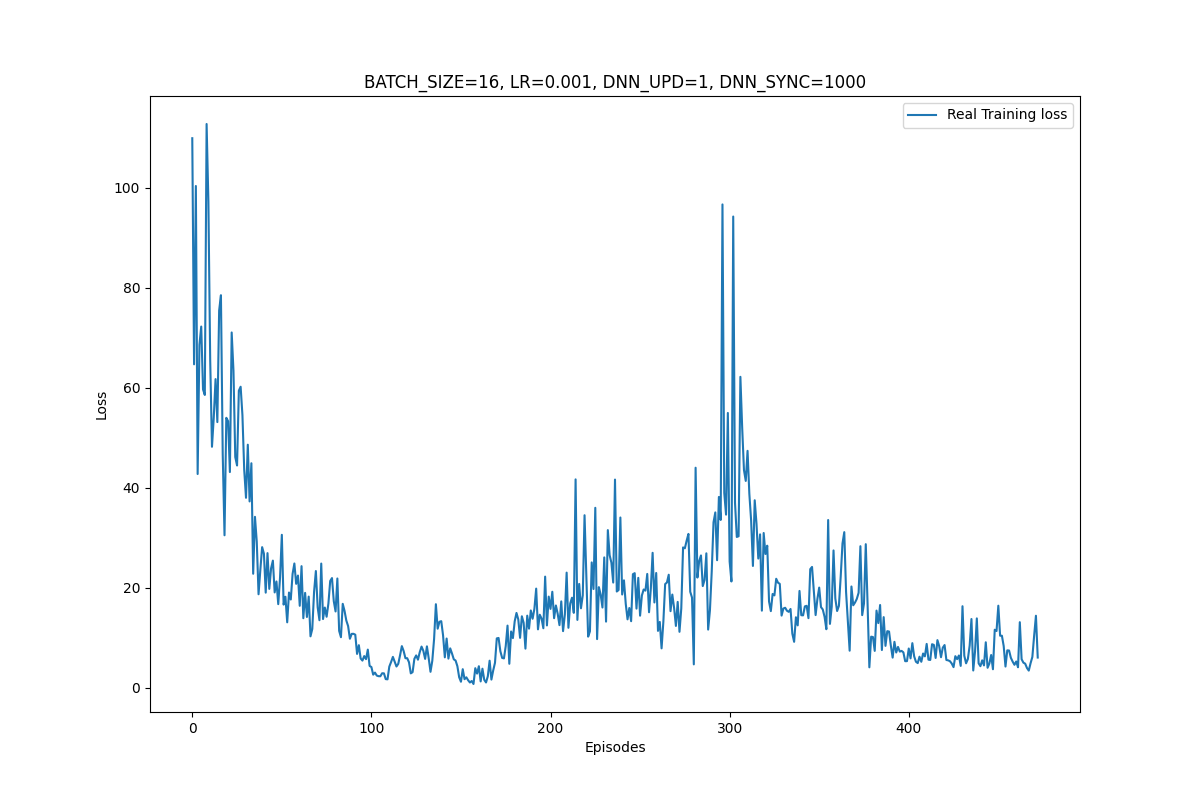 BATCH_SIZE=16, LR=0.001, DNN_UPD=1, DNN_SYNC=1000
Real Training loss
100
80
60
40
20
0
Loss
0 100 200 300 400
Episodes